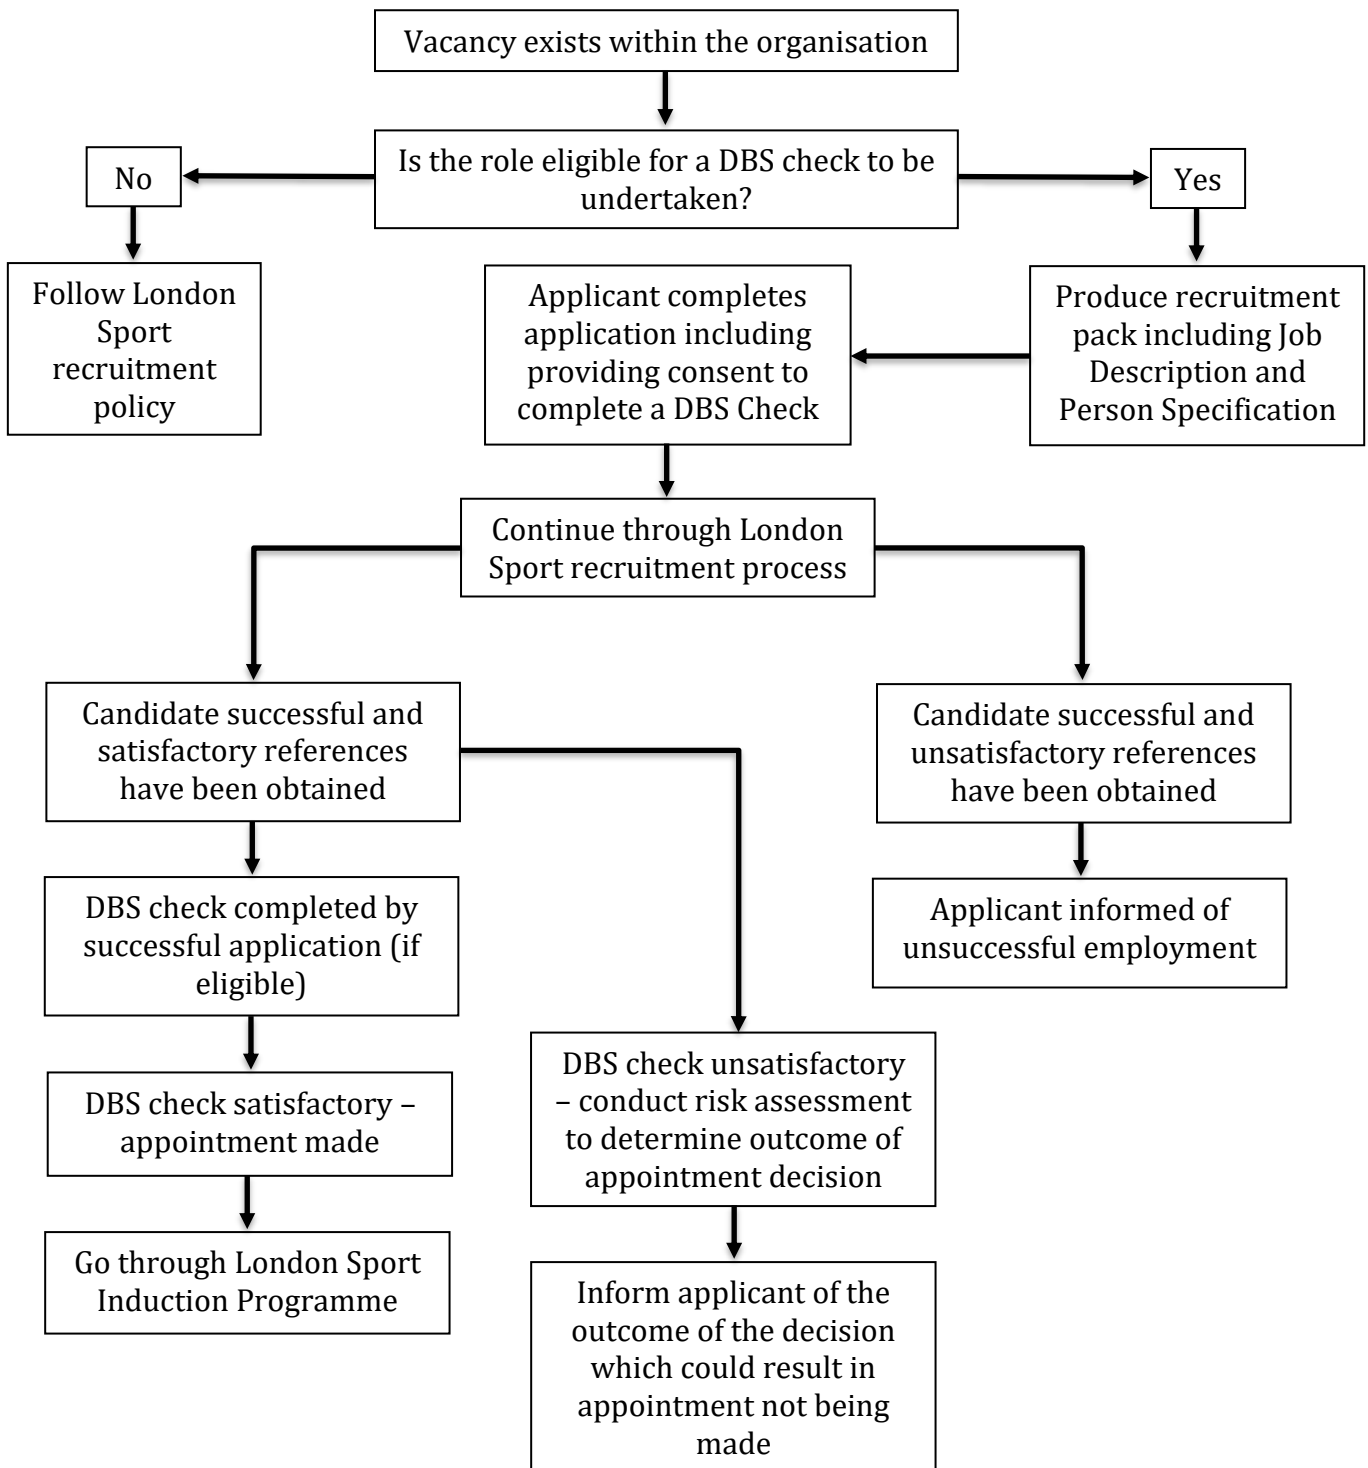 Vacancy exists within the organisation
Is the role eligible for a DBS check to be
undertaken?
No
Yes
Follow London
Sport
recruitment
policy
Applicant completes
application including
providing consent to
complete a DBS Check
Produce recruitment
pack including Job
Description and
Person Specification
Continue through London
Sport recruitment process
Candidate successful and
satisfactory references
have been obtained
Candidate successful and
unsatisfactory references
have been obtained
DBS check completed by
successful application (if
eligible)
Applicant informed of
unsuccessful employment
DBS check satisfactory –
appointment made
DBS check unsatisfactory
– conduct risk assessment
to determine outcome of
appointment decision
Go through London Sport
Induction Programme
Inform applicant of the
outcome of the decision
which could result in
appointment not being
made